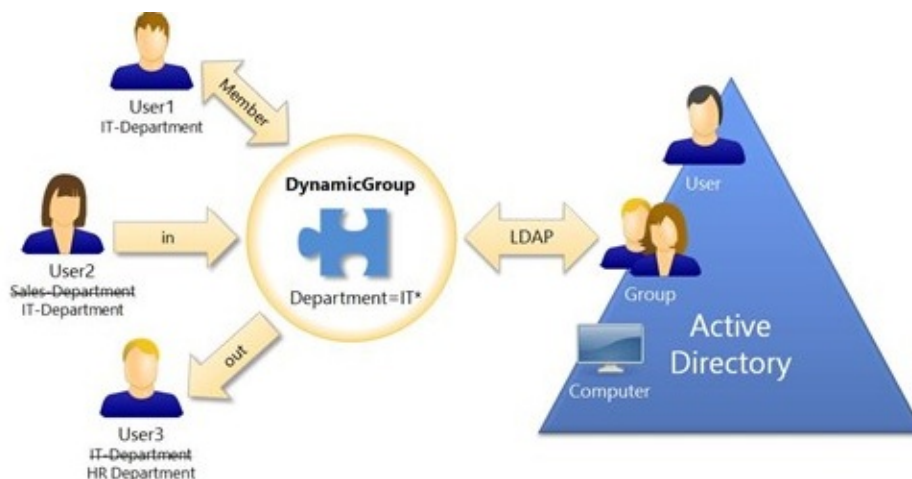 User1
IT-Department
Member
User2
Sales-Department
IT-Department
in
DynamicGroup
Department=IT*
out
User3
IT-Department
HR Department
LDAP
User
Group
Computer
Active
Directory